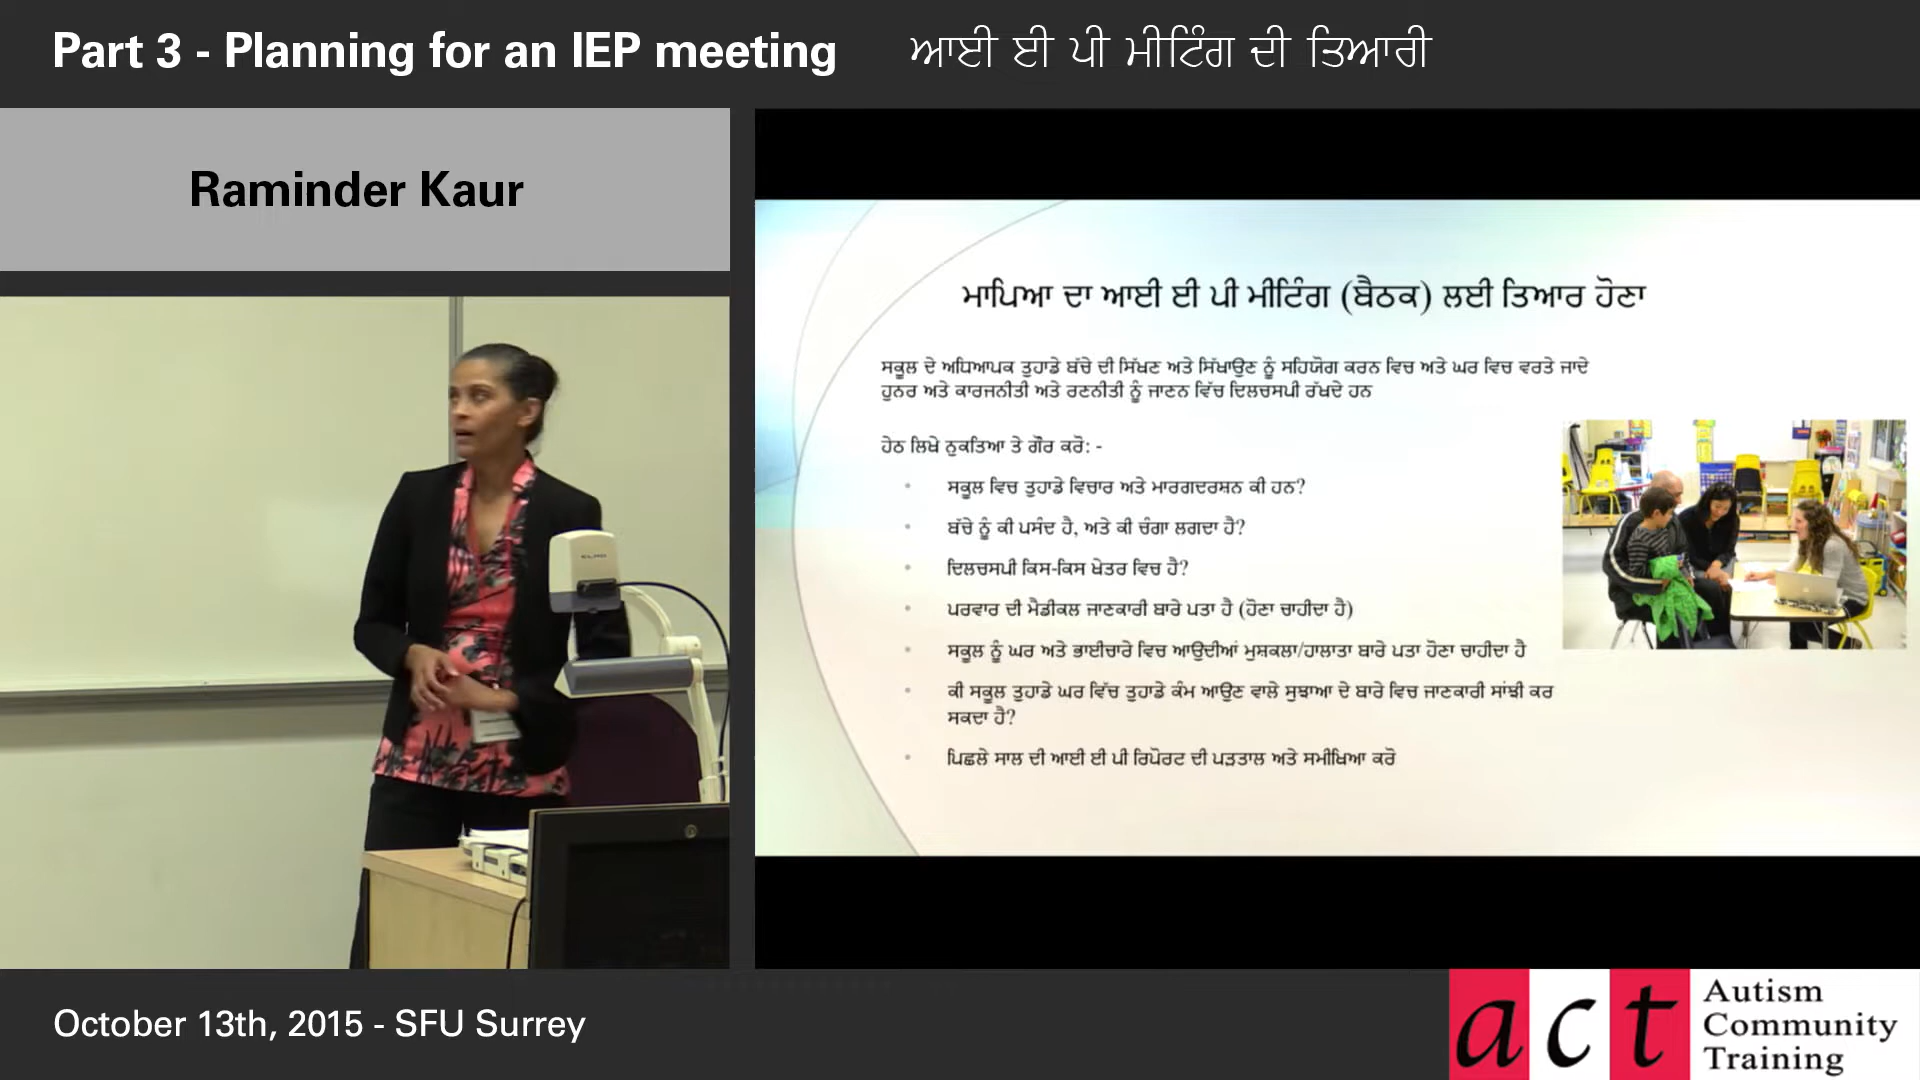 Part 3 - Planning for an IEP meeting ਆਈ ਈ ਪੀ ਮੀਟਿੰਗ ਦੀ ਤਿਆਰੀ
Raminder Kaur
ਮਾਪਿਆ ਦਾ ਆਈ ਈ ਪੀ ਮੀਟਿੰਗ (ਬੈਠਕ) ਲਈ ਤਿਆਰ ਹੋਣਾ
ਸਕੂਲ ਦੇ ਅਧਿਆਪਕ ਤੁਹਾਡੇ ਬੱਚੇ ਦੀ ਸਿੱਖਣ ਅਤੇ ਸਿੱਖਾਉਣ ਨੂੰ ਸਹਿਯੋਗ ਕਰਨ ਵਿਚ ਅਤੇ ਘਰ ਵਿਚ ਵਰਤੇ ਜਾਦੇ
ਹੁਨਰ ਅਤੇ ਕਾਰਜਨੀਤੀ ਅਤੇ ਰਣਨੀਤੀ ਨੂੰ ਜਾਣਨ ਵਿੱਚ ਦਿਲਚਸਪੀ ਰੱਖਦੇ ਹਨ
ਹੇਠ ਲਿਖੇ ਨੁਕਤਿਆ ਤੇ ਗੌਰ ਕਰੋ: -
• ਸਕੂਲ ਵਿਚ ਤੁਹਾਡੇ ਵਿਚਾਰ ਅਤੇ ਮਾਰਗਦਰਸ਼ਨ ਕੀ ਹਨ?
• ਬੱਚੇ ਨੂੰ ਕੀ ਪਸੰਦ ਹੈ, ਅਤੇ ਕੀ ਚੰਗਾ ਲਗਦਾ ਹੈ?
• ਦਿਲਚਸਪੀ ਕਿਸ-ਕਿਸ ਖੇਤਰ ਵਿਚ ਹੈ?
• ਪਰਵਾਰ ਦੀ ਮੈਡੀਕਲ ਜਾਣਕਾਰੀ ਬਾਰੇ ਪਤਾ ਹੈ (ਹੋਣਾ ਚਾਹੀਦਾ ਹੈ)
• ਸਕੂਲ ਨੂੰ ਘਰ ਅਤੇ ਭਾਈਚਾਰੇ ਵਿਚ ਆਉਦੀਆਂ ਮੁਸ਼ਕਲਾ/ਹਾਲਾਤਾ ਬਾਰੇ ਪਤਾ ਹੋਣਾ ਚਾਹੀਦਾ ਹੈ
• ਕੀ ਸਕੂਲ ਤੁਹਾਡੇ ਘਰ ਵਿੱਚ ਤੁਹਾਡੇ ਕੰਮ ਆਉਣ ਵਾਲੇ ਸੁਝਾਆ ਦੇ ਬਾਰੇ ਵਿਚ ਜਾਣਕਾਰੀ ਸਾਂਝੀ ਕਰ
ਸਕਦਾ ਹੈ?
• ਪਿਛਲੇ ਸਾਲ ਦੀ ਆਈ ਈ ਪੀ ਰਿਪੋਰਟ ਦੀ ਪੜਤਾਲ ਅਤੇ ਸਮੀਖਿਆ ਕਰੋ
ELMO
October 13th, 2015 - SFU Surrey
act
Autism
Community
Training